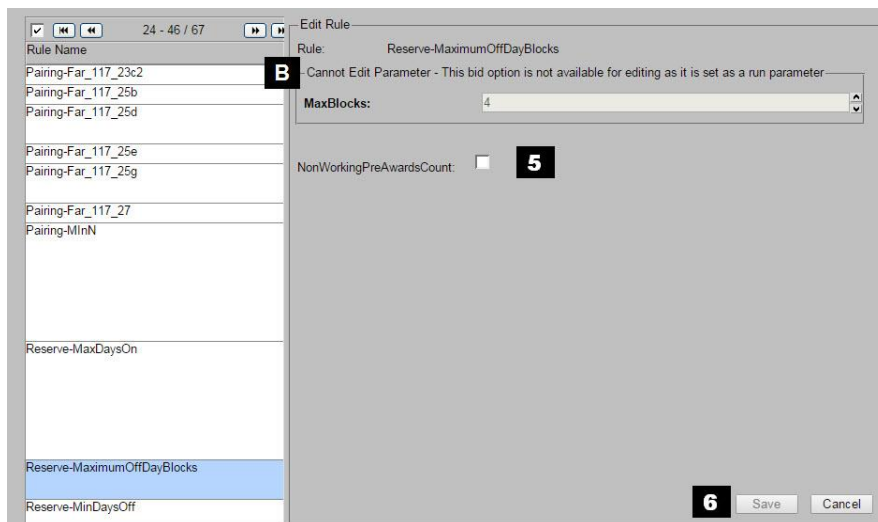 24 - 46 / 67
Rule Name
Pairing-Far_117_23c2
Pairing-Far_117_25b
Pairing-Far_117_25d
Pairing-Far_117_25e
Pairing-Far_117_25g
Pairing-Far_117_27
Pairing-MInN
Reserve-MaxDaysOn
Reserve-MaximumOffDayBlocks
Reserve-MinDaysOff
Edit Rule
Rule: Reserve-MaximumOffDayBlocks
B
Cannot Edit Parameter - This bid option is not available for editing as it is set as a run parameter
MaxBlocks: 4
NonWorkingPreAwardsCount: 5
6 Save Cancel